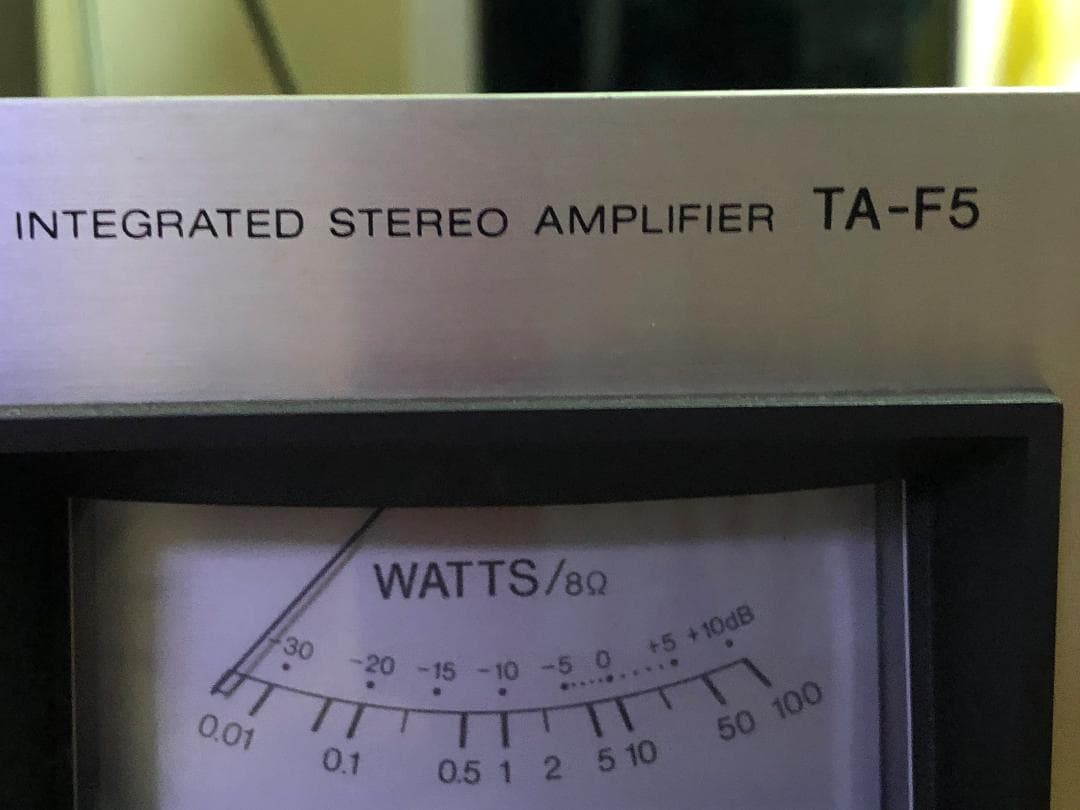 INTEGRATED STEREO AMPLIFIER TA-F5
WATTS/8Ω
-30 -20 -15 -10 -5 0 +5 +10dB
0.01 0.1 0.5 1 2 5 10 50 100